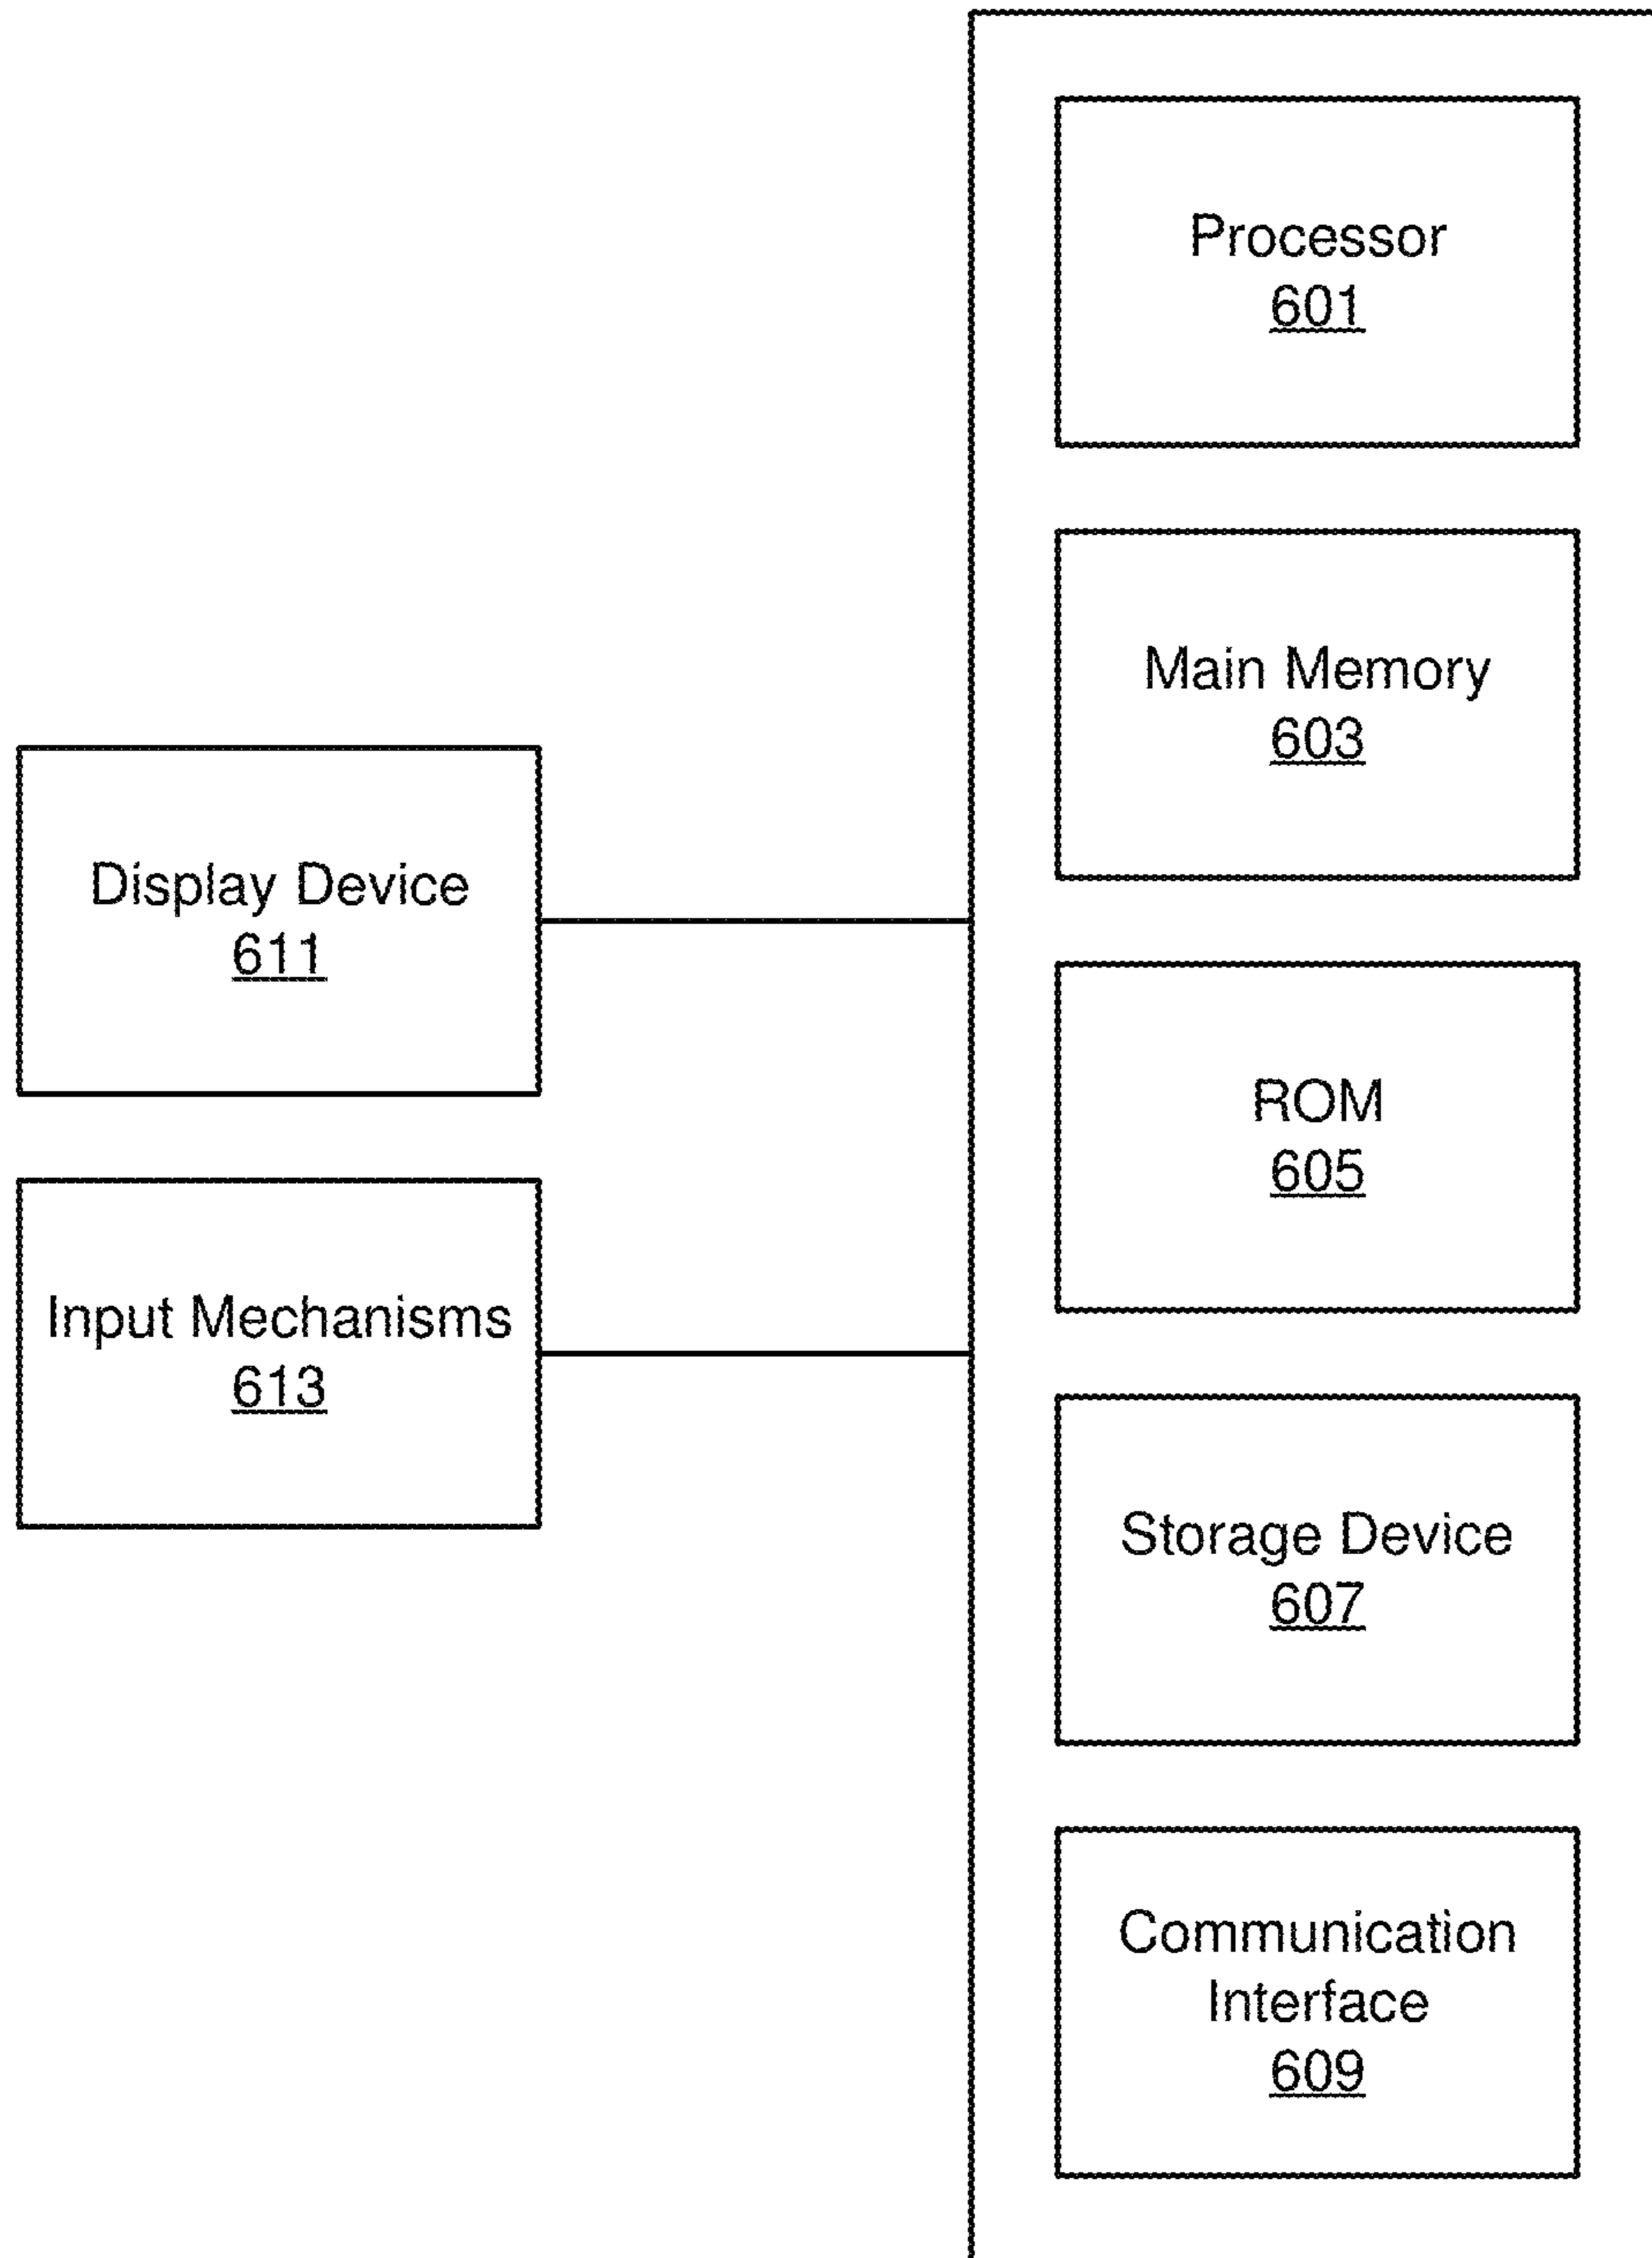 Processor
601
Main Memory
603
Display Device
611
ROM
605
Input Mechanisms
613
Storage Device
607
Communication
Interface
609